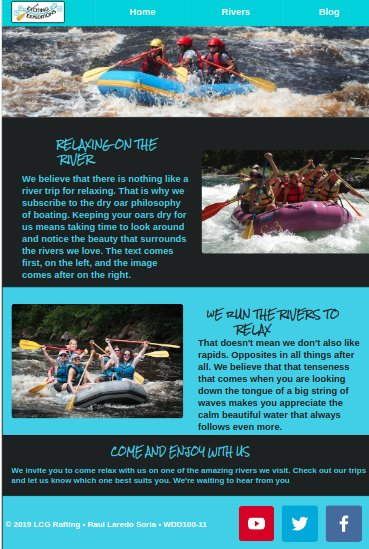 EXCITING
EXPEDITIONS
Home
Rivers
Blog
RELAXING ON THE
RIVER
We believe that there is nothing like a
river trip for relaxing. That is why we
subscribe to the dry oar philosophy
of boating. Keeping your oars dry for
us means taking time to look around
and notice the beauty that surrounds
the rivers we love. The text comes
first, on the left, and the image
comes after on the right.
WE RUN THE RIVERS TO
RELAX
That doesn't mean we don't also like
rapids. Opposites in all things after
all. We believe that that tenseness
that comes when you are looking
down the tongue of a big string of
waves makes you appreciate the
calm beautiful water that always
follows even more.
COME AND ENJOY WITH US
We invite you to come relax with us on one of the amazing rivers we visit. Check out our trips
and let us know which one best suits you. We're waiting to hear from you
© 2019 LCG Rafting • Raul Laredo Soria • WDD100-11